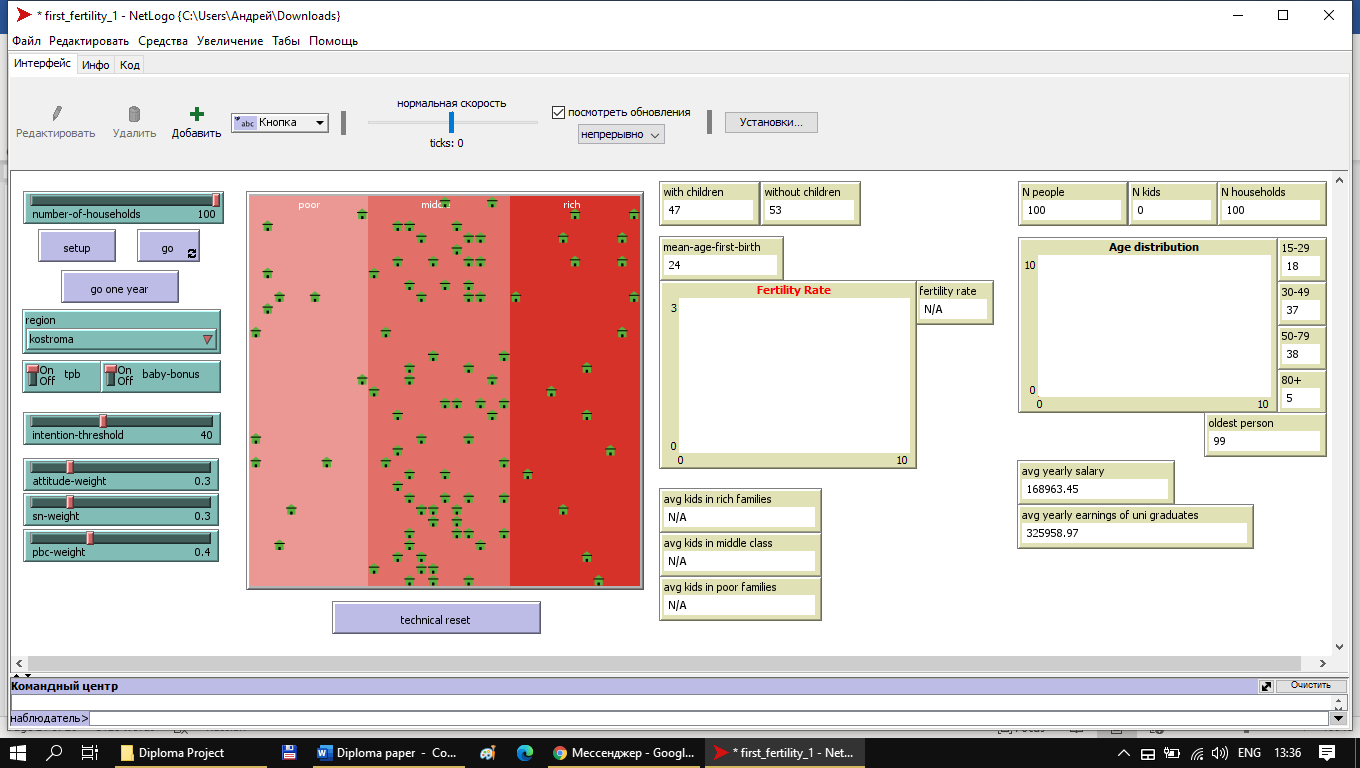 * first_fertility_1 - NetLogo {C:\Users\Андрей\Downloads}
Файл Редактировать Средства Увеличение Табы Помощь
Интерфейс Инфо Код
нормальная скорость
посмотреть обновления
Редактировать Удалить Добавить
abc Кнопка
ticks: 0
непрерывно
Установки...
number-of-households 100
setup go
go one year
region
kostroma
On Off tpb
On Off baby-bonus
intention-threshold 40
attitude-weight 0.3
sn-weight 0.3
pbc-weight 0.4
poor middle rich
technical reset
with children
47
without children
53
mean-age-first-birth
24
Fertility Rate
3
0
0 10
fertility rate
N/A
avg kids in rich families
N/A
avg kids in middle class
N/A
avg kids in poor families
N/A
N people
100
N kids
0
N households
100
Age distribution
10
0
0 10
15-29
18
30-49
37
50-79
38
80+
5
oldest person
99
avg yearly salary
168963.45
avg yearly earnings of uni graduates
325958.97
Командный центр
Очистить
наблюдатель>
Diploma Project
Diploma paper - Co...
Мессенджер - Googl...
* first_fertility_1 - Net...
ENG 13:36